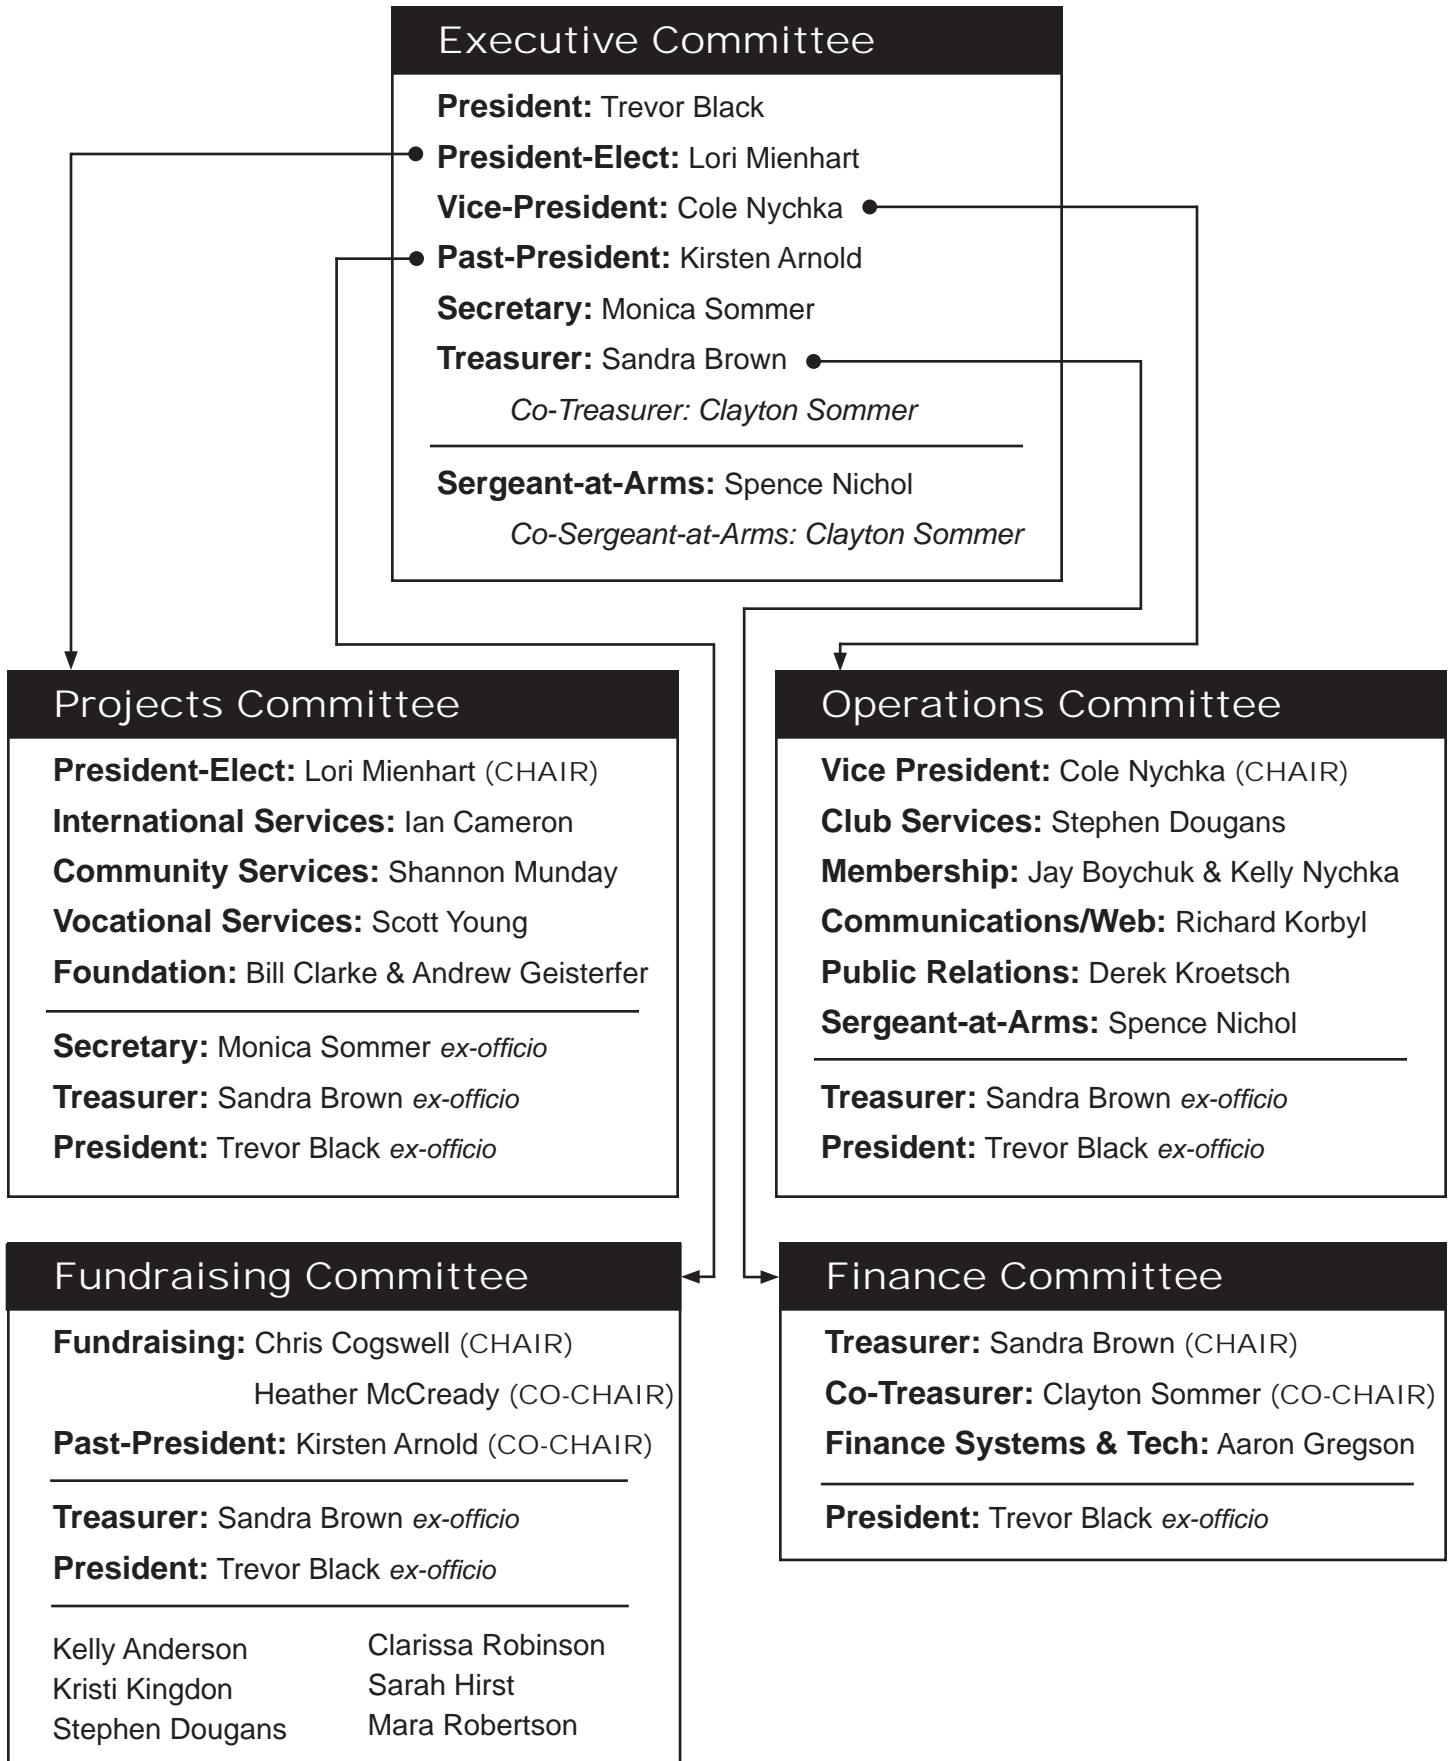 Executive Committee
President: Trevor Black
President-Elect: Lori Mienhart
Vice-President: Cole Nychka
Past-President: Kirsten Arnold
Secretary: Monica Sommer
Treasurer: Sandra Brown
Co-Treasurer: Clayton Sommer
Sergeant-at-Arms: Spence Nichol
Co-Sergeant-at-Arms: Clayton Sommer
Projects Committee
President-Elect: Lori Mienhart (CHAIR)
International Services: Ian Cameron
Community Services: Shannon Munday
Vocational Services: Scott Young
Foundation: Bill Clarke & Andrew Geisterfer
Secretary: Monica Sommer ex-officio
Treasurer: Sandra Brown ex-officio
President: Trevor Black ex-officio
Operations Committee
Vice President: Cole Nychka (CHAIR)
Club Services: Stephen Dougans
Membership: Jay Boychuk & Kelly Nychka
Communications/Web: Richard Korbyl
Public Relations: Derek Kroetsch
Sergeant-at-Arms: Spence Nichol
Treasurer: Sandra Brown ex-officio
President: Trevor Black ex-officio
Fundraising Committee
Fundraising: Chris Cogswell (CHAIR)
Heather McCready (CO-CHAIR)
Past-President: Kirsten Arnold (CO-CHAIR)
Treasurer: Sandra Brown ex-officio
President: Trevor Black ex-officio
Kelly Anderson
Kristi Kingdon
Stephen Dougans
Clarissa Robinson
Sarah Hirst
Mara Robertson
Finance Committee
Treasurer: Sandra Brown (CHAIR)
Co-Treasurer: Clayton Sommer (CO-CHAIR)
Finance Systems & Tech: Aaron Gregson
President: Trevor Black ex-officio